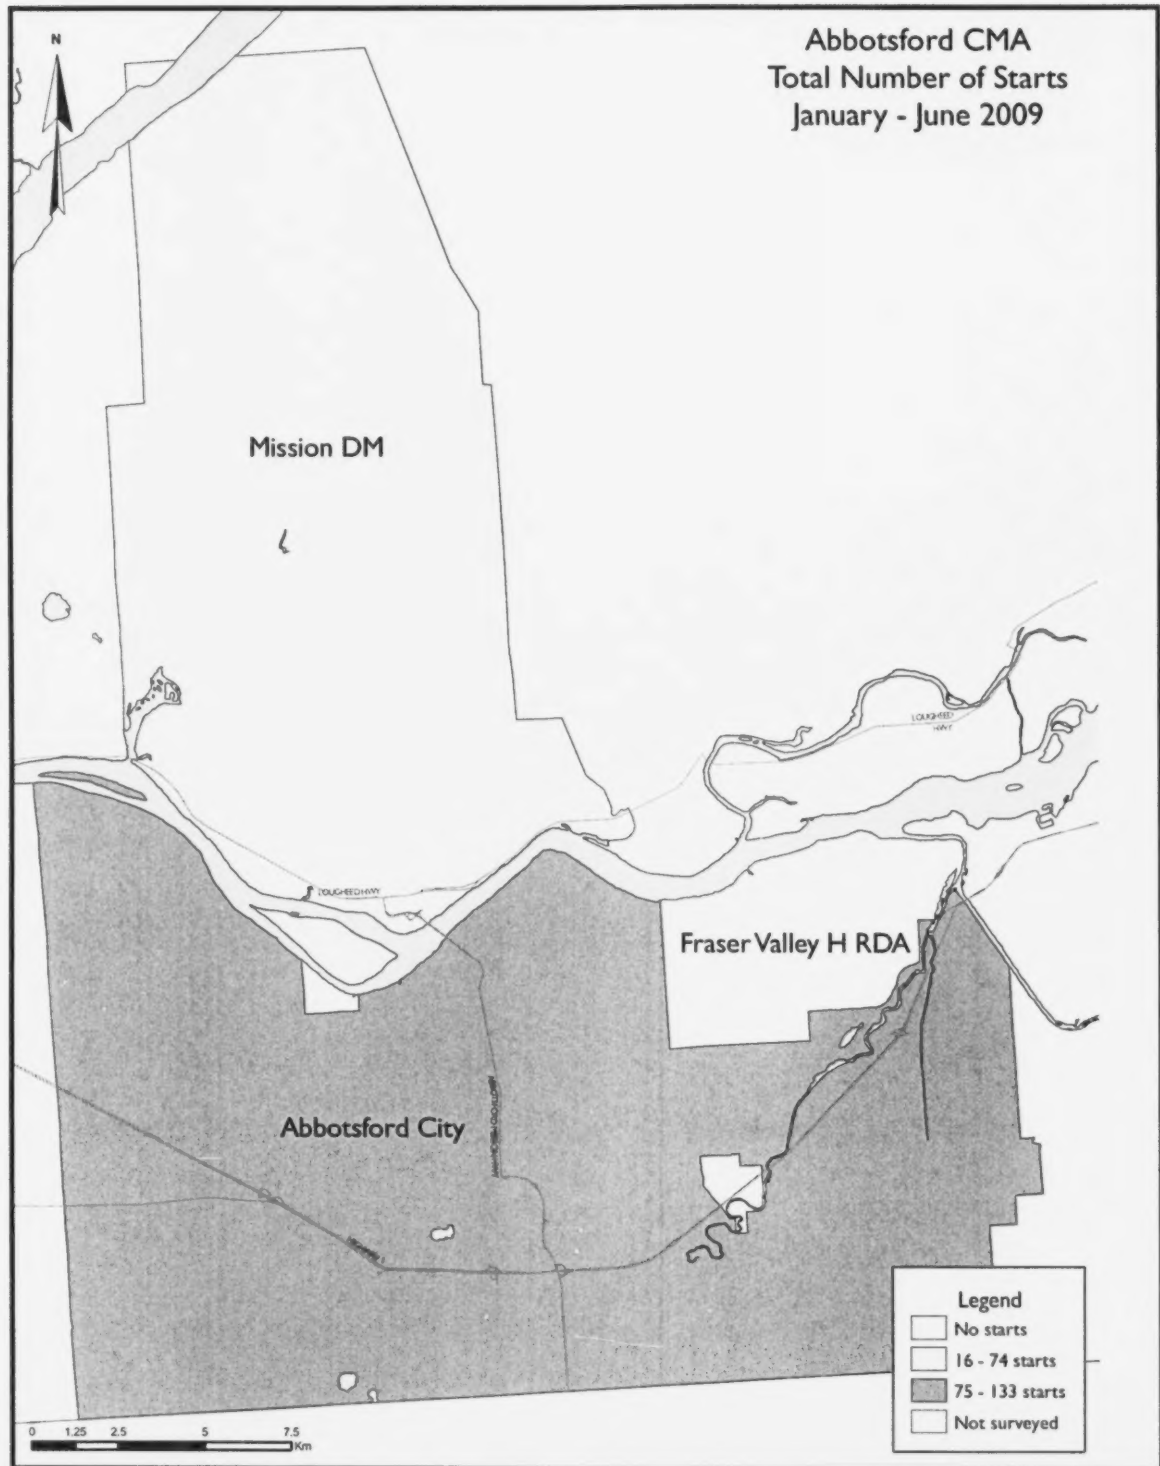 N
Abbotsford CMA
Total Number of Starts
January - June 2009
Mission DM
LOUGHEED
HWY
LOUGHEED HWY
Fraser Valley H RDA
Abbotsford City
Legend
No starts
16 - 74 starts
75 - 133 starts
Not surveyed
0 1.25 2.5 5 7.5
Km